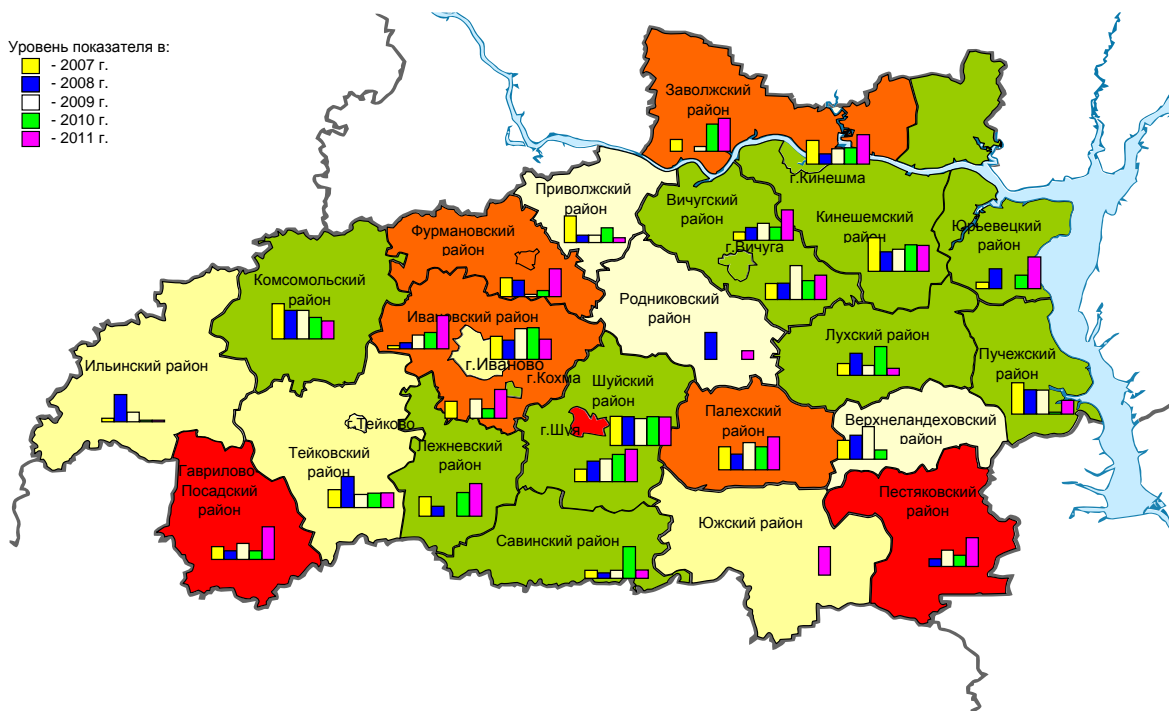 Уровень показателя в:
- 2007 г.
- 2008 г.
- 2009 г.
- 2010 г.
- 2011 г.
Заволжский
район
г.Кинешма
Приволжский
район
Вичугский
район
Кинешемский
район
Юрьевецкий
район
Фурмановский
район
г.Вичуга
Комсомольский
район
Родниковский
район
Ивановский район
г.Иваново
Лухский район
Пучежский
район
Ильинский район
г.Кохма
Шуйский
район
г.Шуя
Палехский
район
Верхнеландеховский
район
г.Тейково
Тейковский
район
Лежневский
район
Гаврилово
Посадский
район
Пестяковский
район
Южский район
Савинский район